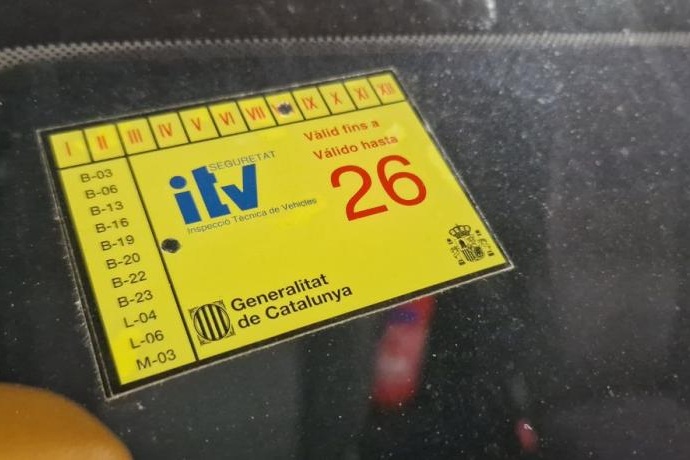 I II III IV V VI VII IX X XI XII
Vàlid fins a
Válido hasta
26
SEGURETAT
itv
Inspecció Tècnica de Vehicles
B-03
B-06
B-13
B-16
B-19
B-20
B-22
B-23
L-04
L-06
M-03
Generalitat
de Catalunya